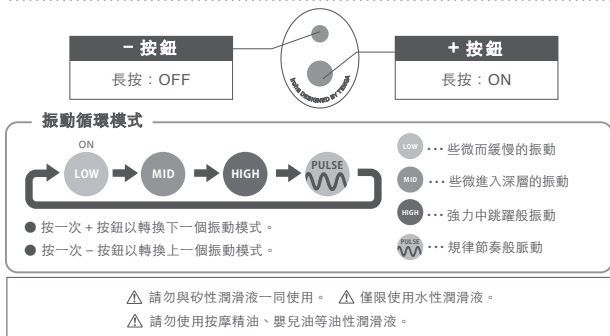 − 按鈕
長按：OFF
+ 按鈕
長按：ON
iroha DESIGNED BY TENGA
振動循環模式
ON
LOW
MID
HIGH
PULSE
LOW ・・・ 些微而緩慢的振動
MID ・・・ 些微進入深層的振動
HIGH ・・・ 強力中跳躍般振動
PULSE ・・・ 規律節奏般脈動
● 按一次 + 按鈕以轉換下一個振動模式。
● 按一次 − 按鈕以轉換上一個振動模式。
⚠ 請勿與矽性潤滑液一同使用。 ⚠ 僅限使用水性潤滑液。
⚠ 請勿使用按摩精油、嬰兒油等油性潤滑液。